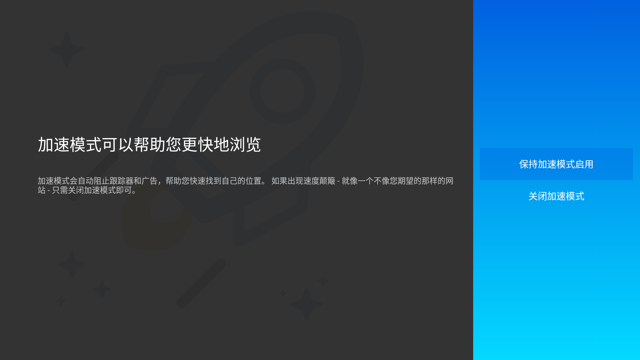 加速模式可以帮助您更快地浏览
加速模式会自动阻止跟踪器和广告，帮助您快速找到自己的位置。 如果出现速度颠簸 - 就像一个不像您期望的那样的网
站 - 只需关闭加速模式即可。
保持加速模式启用
关闭加速模式